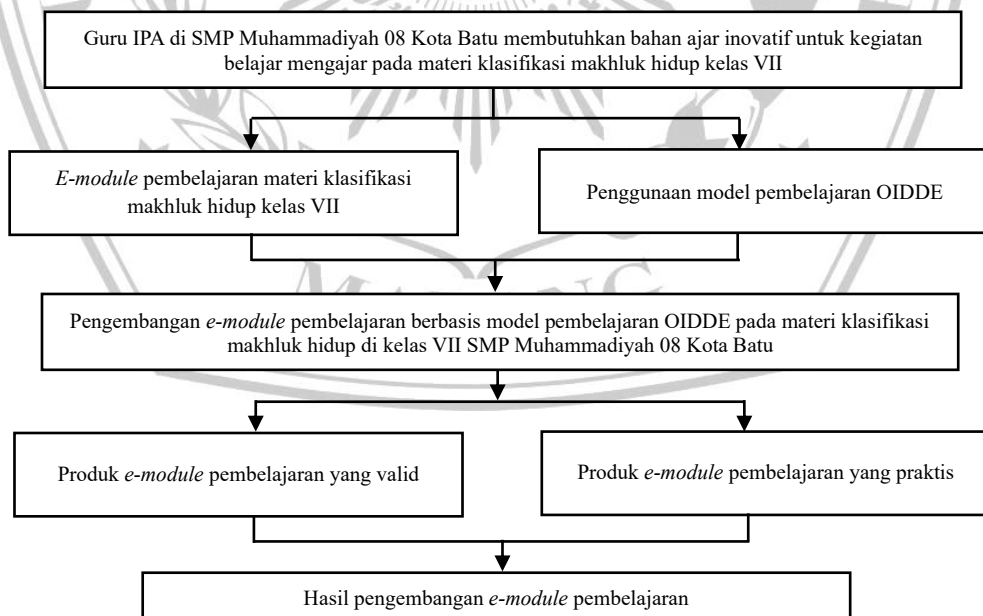 Guru IPA di SMP Muhammadiyah 08 Kota Batu membutuhkan bahan ajar inovatif untuk kegiatan
belajar mengajar pada materi klasifikasi makhluk hidup kelas VII
E-module pembelajaran materi klasifikasi
makhluk hidup kelas VII
Penggunaan model pembelajaran OIDDE
Pengembangan e-module pembelajaran berbasis model pembelajaran OIDDE pada materi klasifikasi
makhluk hidup di kelas VII SMP Muhammadiyah 08 Kota Batu
Produk e-module pembelajaran yang valid
Produk e-module pembelajaran yang praktis
Hasil pengembangan e-module pembelajaran